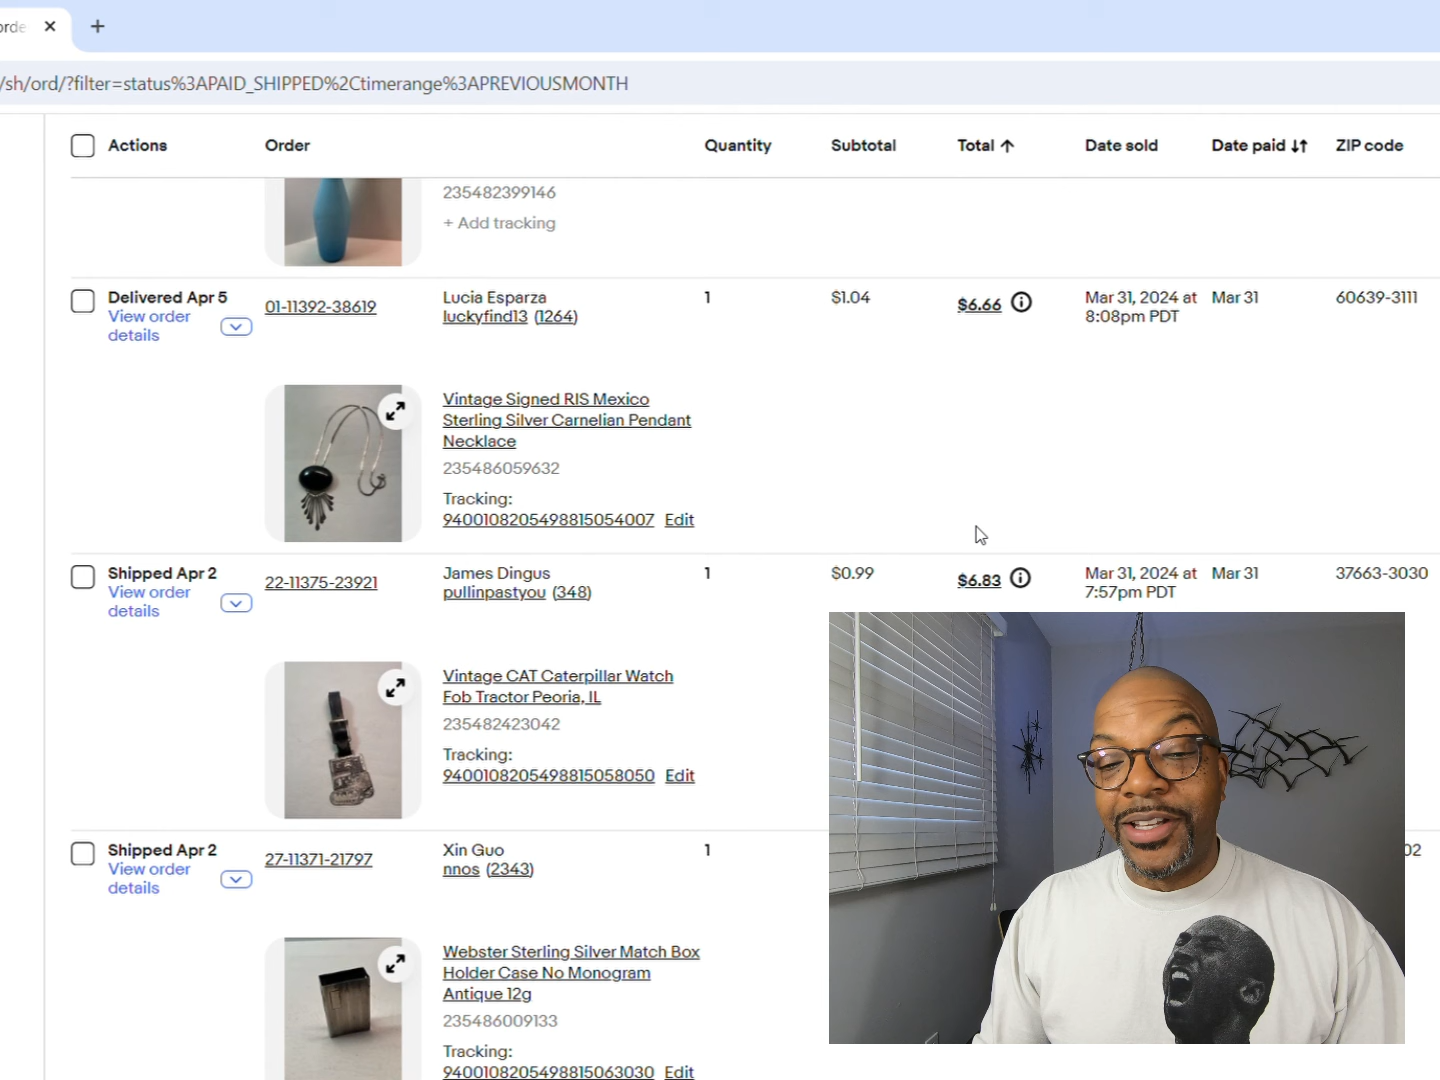 orde
/sh/ord/?filter=status%3APAID_SHIPPED%2Ctimerange%3APREVIOUSMONTH
Actions Order Quantity Subtotal Total Date sold Date paid ZIP code
235482399146
+ Add tracking
Delivered Apr 5
View order
details
01-11392-38619
Lucia Esparza
luckyfind13 (1264)
1 $1.04 $6.66
Mar 31, 2024 at
8:08pm PDT
Mar 31 60639-3111
Vintage Signed RIS Mexico
Sterling Silver Carnelian Pendant
Necklace
235486059632
Tracking:
9400108205498815054007 Edit
Shipped Apr 2
View order
details
22-11375-23921
James Dingus
pullinpastyou (348)
1 $0.99 $6.83
Mar 31, 2024 at
7:57pm PDT
Mar 31 37663-3030
Vintage CAT Caterpillar Watch
Fob Tractor Peoria, IL
235482423042
Tracking:
9400108205498815058050 Edit
Shipped Apr 2
View order
details
27-11371-21797
Xin Guo
nnos (2343)
1
02
Webster Sterling Silver Match Box
Holder Case No Monogram
Antique 12g
235486009133
Tracking:
9400108205498815063030 Edit